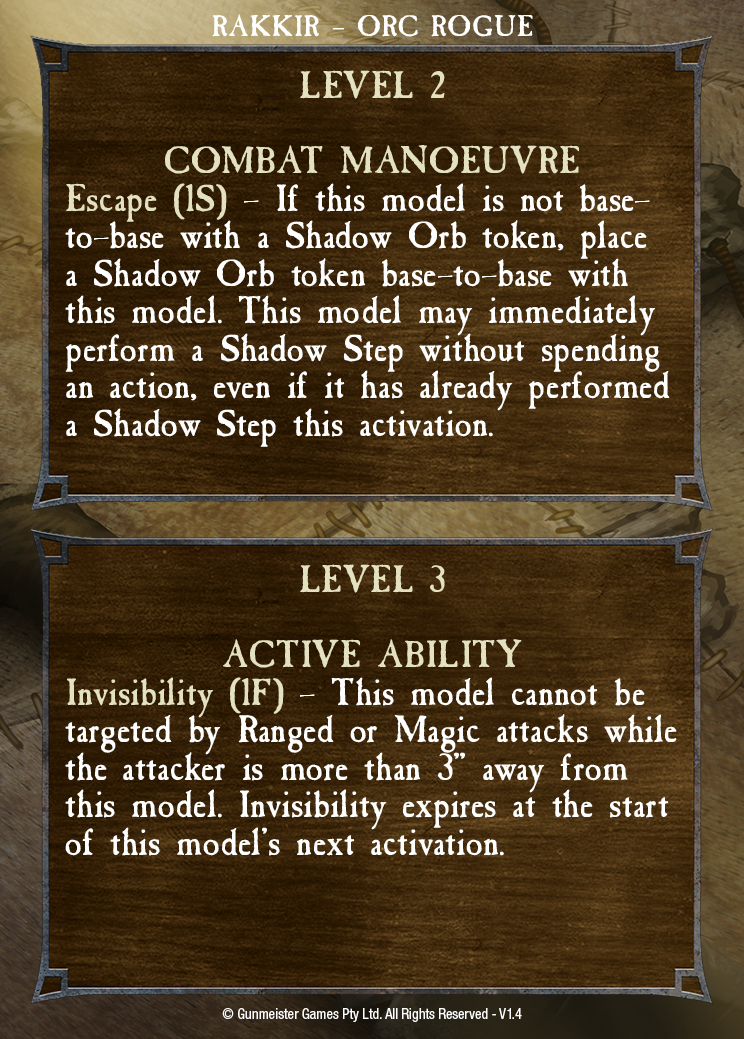 RAKKIR – ORC ROGUE
LEVEL 2
COMBAT MANOEUVRE
Escape (1S) – If this model is not base–
to–base with a Shadow Orb token, place
a Shadow Orb token base–to–base with
this model. This model may immediately
perform a Shadow Step without spending
an action, even if it has already performed
a Shadow Step this activation.
LEVEL 3
ACTIVE ABILITY
Invisibility (1F) – This model cannot be
targeted by Ranged or Magic attacks while
the attacker is more than 3” away from
this model. Invisibility expires at the start
of this model’s next activation.
© Gunmeister Games Pty Ltd. All Rights Reserved - V1.4